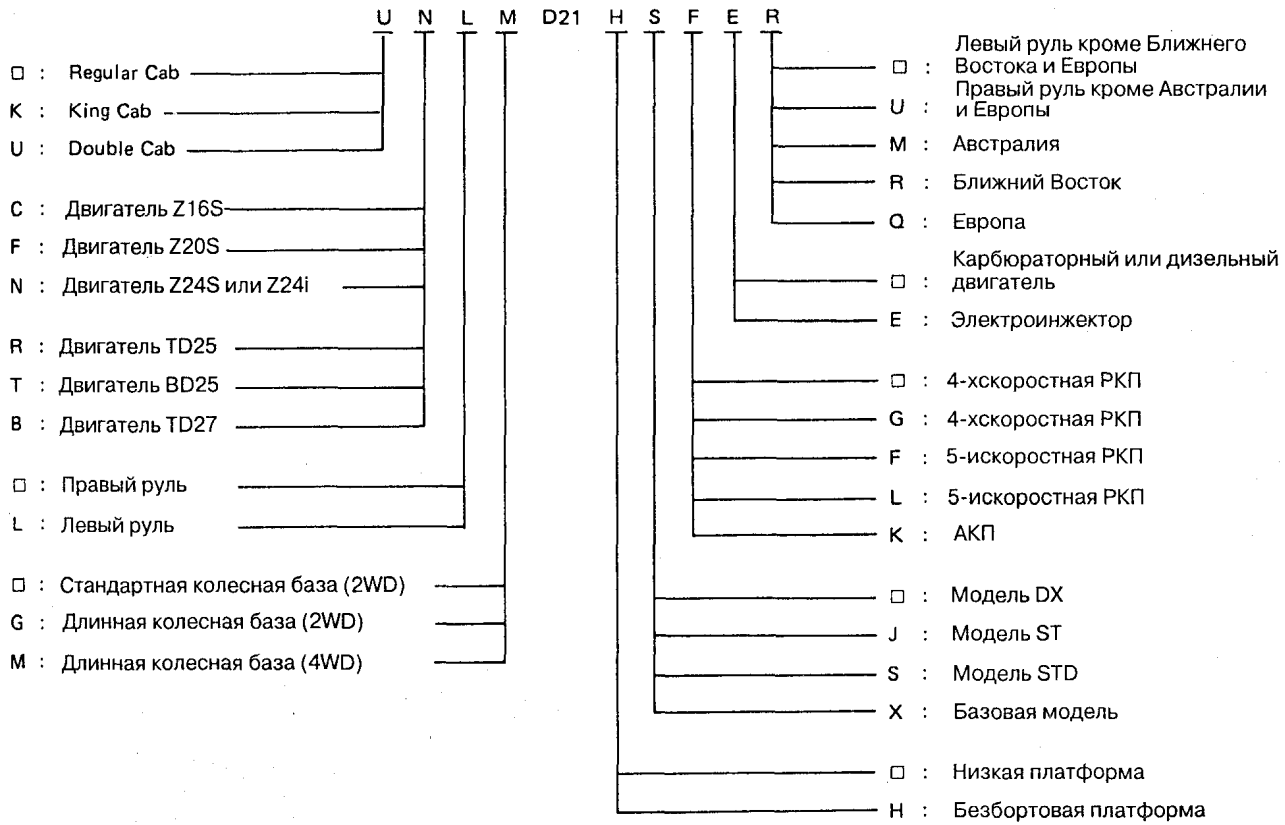 U N L M D21 H S F E R
□ : Regular Cab
K : King Cab
U : Double Cab
C : Двигатель Z16S
F : Двигатель Z20S
N : Двигатель Z24S или Z24i
R : Двигатель TD25
T : Двигатель BD25
B : Двигатель TD27
□ : Правый руль
L : Левый руль
□ : Стандартная колесная база (2WD)
G : Длинная колесная база (2WD)
M : Длинная колесная база (4WD)
Левый руль кроме Ближнего
□ : Востока и Европы
Правый руль кроме Австралии
U : и Европы
M : Австралия
R : Ближний Восток
Q : Европа
Карбюраторный или дизельный
□ : двигатель
E : Электроинжектор
□ : 4-хскоростная РКП
G : 4-хскоростная РКП
F : 5-искоростная РКП
L : 5-искоростная РКП
K : АКП
□ : Модель DX
J : Модель ST
S : Модель STD
X : Базовая модель
□ : Низкая платформа
H : Безбортовая платформа